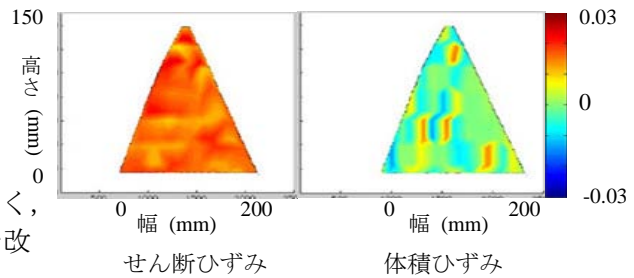 150
高さ (mm)
0
0 200
幅 (mm)
せん断ひずみ
0 200
幅 (mm)
体積ひずみ
0.03
0
-0.03
く,
改